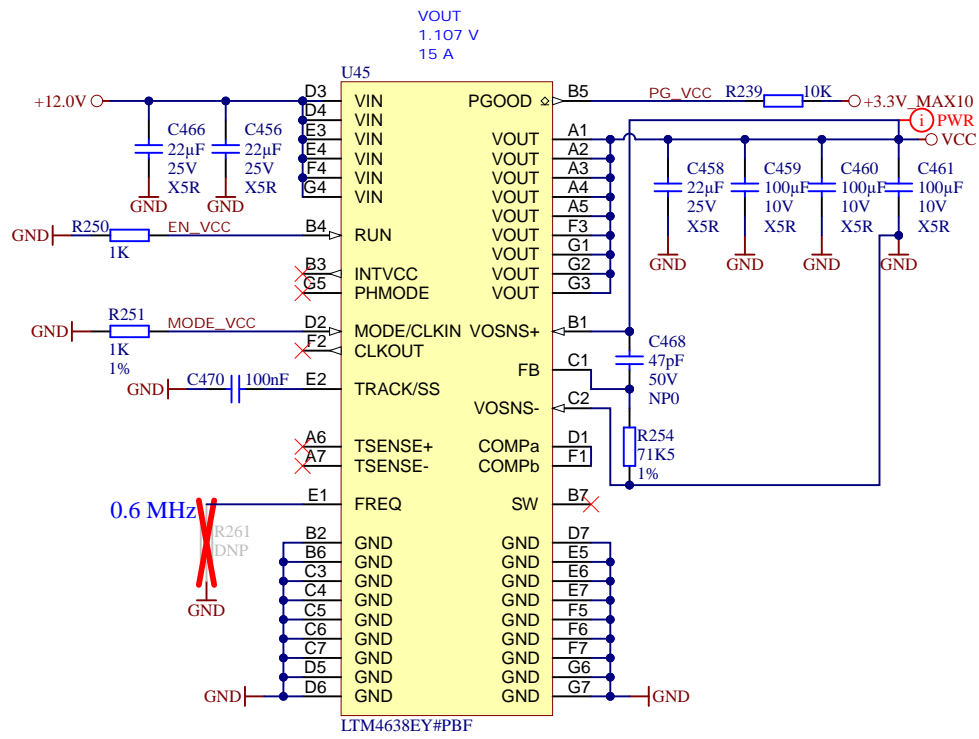 VOUT
1.107 V
15 A
U45
+12.0V
D3 VIN
D4 VIN
E3 VIN
E4 VIN
F4 VIN
G4 VIN
C466
22µF
25V
X5R
GND
C456
22µF
25V
X5R
GND
GND R250 1K EN_VCC B4 RUN
B3 INTVCC
G5 PHMODE
GND R251 1K 1% MODE_VCC D2 MODE/CLKIN
F2 CLKOUT
GND C470 100nF E2 TRACK/SS
A6 TSENSE+
A7 TSENSE-
0.6 MHz E1 FREQ
R261
DNP
GND
B2 GND
B6 GND
C3 GND
C4 GND
C5 GND
C6 GND
C7 GND
D5 GND
GND D6 GND
PGOOD B5 PG_VCC R239 10K +3.3V_MAX10
i PWR
VCC
VOUT A1
VOUT A2
VOUT A3
VOUT A4
VOUT A5
VOUT F3
VOUT G1
VOUT G2
VOUT G3
C458
22µF
25V
X5R
GND
C459
100µF
10V
X5R
GND
C460
100µF
10V
X5R
GND
C461
100µF
10V
X5R
GND
VOSNS+ B1
C468
47pF
50V
NP0
FB C1
VOSNS- C2
R254
71K5
1%
COMPa D1
COMPb F1
SW B7
GND D7
GND E5
GND E6
GND E7
GND F5
GND F6
GND F7
GND G6
GND G7 GND
LTM4638EY#PBF